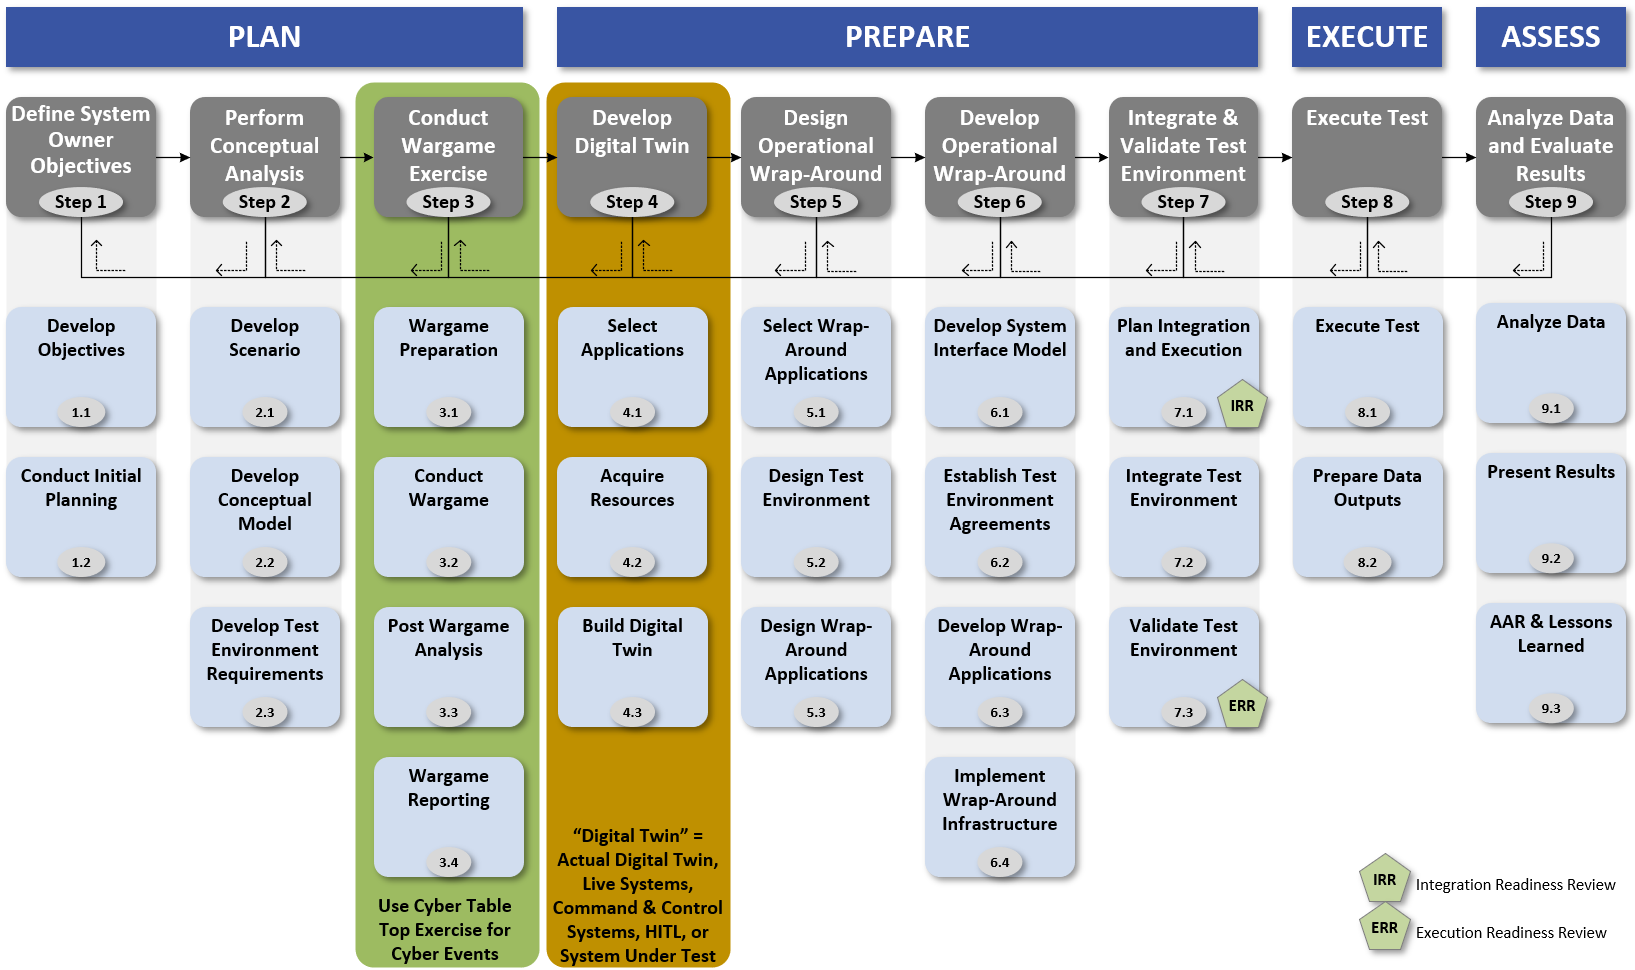 PLAN
PREPARE
EXECUTE
ASSESS
Define System
Owner
Objectives
Step 1
Perform
Conceptual
Analysis
Step 2
Conduct
Wargame
Exercise
Step 3
Develop
Digital Twin
Step 4
Design
Operational
Wrap-Around
Step 5
Develop
Operational
Wrap-Around
Step 6
Integrate &
Validate Test
Environment
Step 7
Execute Test
Step 8
Analyze Data
and Evaluate
Results
Step 9
Develop
Objectives
1.1
Conduct Initial
Planning
1.2
Develop
Scenario
2.1
Develop
Conceptual
Model
2.2
Develop Test
Environment
Requirements
2.3
Wargame
Preparation
3.1
Conduct
Wargame
3.2
Post Wargame
Analysis
3.3
Wargame
Reporting
3.4
Use Cyber Table
Top Exercise for
Cyber Events
Select
Applications
4.1
Acquire
Resources
4.2
Build Digital
Twin
4.3
“Digital Twin” =
Actual Digital Twin,
Live Systems,
Command & Control
Systems, HITL, or
System Under Test
Select Wrap-
Around
Applications
5.1
Design Test
Environment
5.2
Design Wrap-
Around
Applications
5.3
Develop System
Interface Model
6.1
Establish Test
Environment
Agreements
6.2
Develop Wrap-
Around
Applications
6.3
Implement
Wrap-Around
Infrastructure
6.4
Plan Integration
and Execution
7.1
IRR
Integrate Test
Environment
7.2
Validate Test
Environment
7.3
ERR
Execute Test
8.1
Prepare Data
Outputs
8.2
Analyze Data
9.1
Present Results
9.2
AAR & Lessons
Learned
9.3
IRR
Integration Readiness Review
ERR
Execution Readiness Review